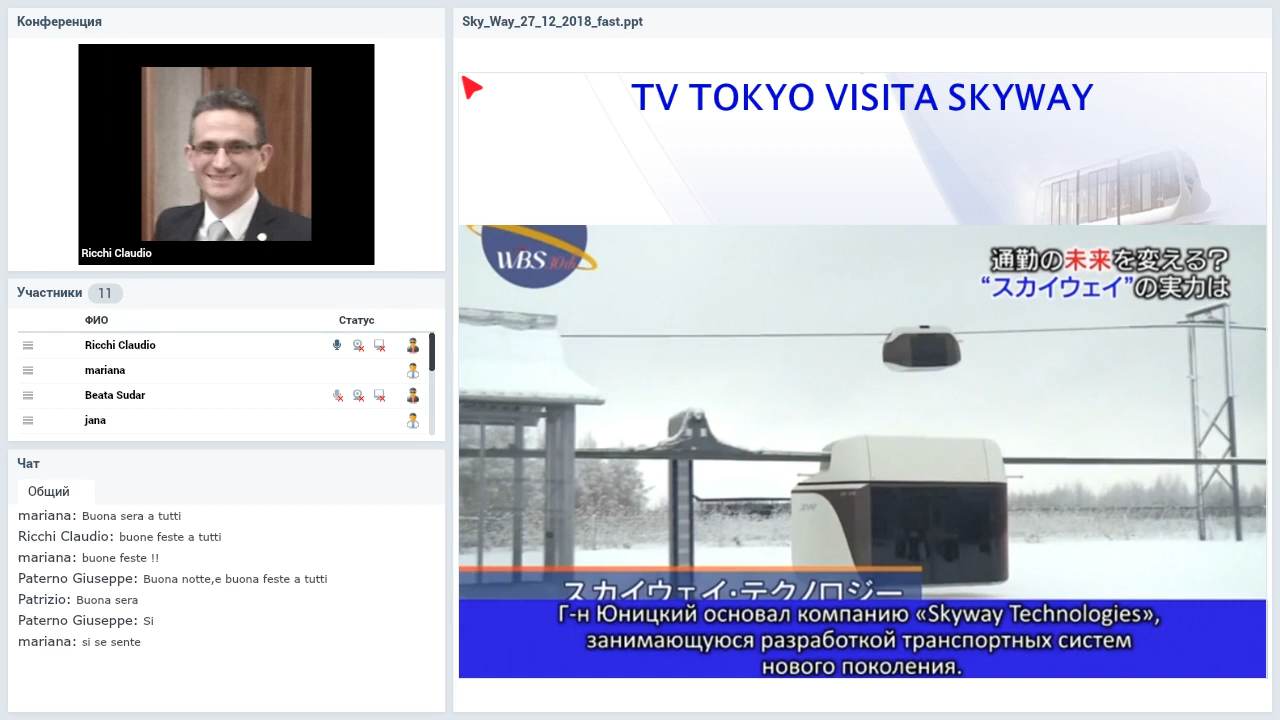 Конференция
Ricchi Claudio
Участники 11
ФИО Статус
Ricchi Claudio
mariana
Beata Sudar
jana
Чат
Общий
mariana: Buona sera a tutti
Ricchi Claudio: buone feste a tutti
mariana: buone feste !!
Paterno Giuseppe: Buona notte,e buona feste a tutti
Patrizio: Buona sera
Paterno Giuseppe: Si
mariana: si se sente
Sky_Way_27_12_2018_fast.ppt
TV TOKYO VISITA SKYWAY
WBS 30th
通勤の未来を変える?
“スカイウェイ”の実力は
スカイウェイ・テクノロジー
Г-н Юницкий основал компанию «Skyway Technologies»,
занимающуюся разработкой транспортных систем
нового поколения.